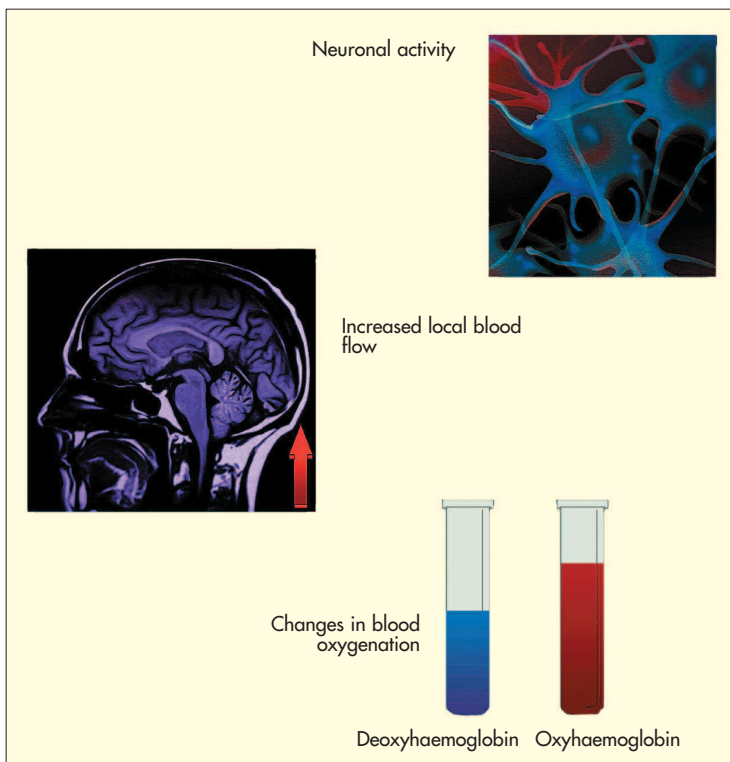 Neuronal activity
Increased local blood
flow
Changes in blood
oxygenation
Deoxyhaemoglobin Oxyhaemoglobin